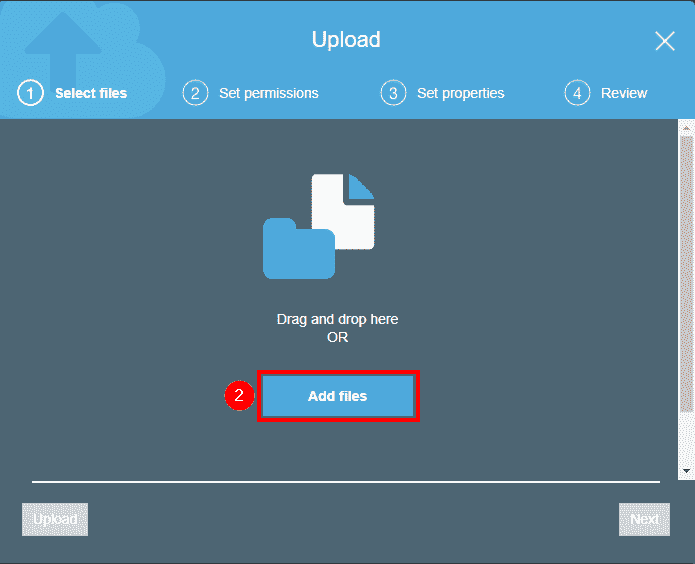 Upload
1 Select files 2 Set permissions 3 Set properties 4 Review
Drag and drop here
OR
2 Add files
Upload Next